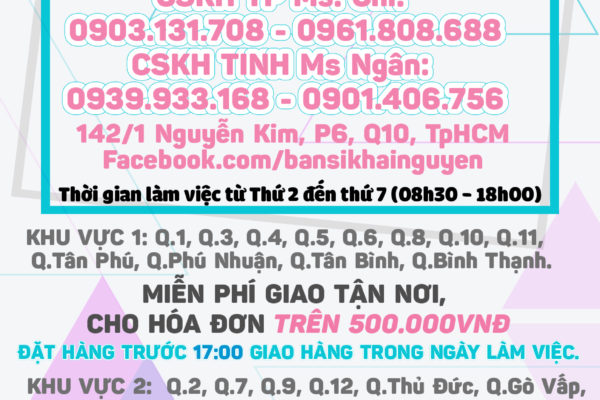 CSKH TP Ms. Chi:
0903.131.708 - 0961.808.688
CSKH TỈNH Ms Ngân:
0939.933.168 - 0901.406.756
142/1 Nguyễn Kim, P6, Q10, TpHCM
Facebook.com/bansikhainguyen
Thời gian làm việc từ Thứ 2 đến thứ 7 (08h30 - 18h00)
KHU VỰC 1: Q.1, Q.3, Q.4, Q.5, Q.6, Q.8, Q.10, Q.11,
Q.Tân Phú, Q.Phú Nhuận, Q.Tân Bình, Q.Bình Thạnh.
MIỄN PHÍ GIAO TẬN NƠI,
CHO HÓA ĐƠN TRÊN 500.000VNĐ
ĐẶT HÀNG TRƯỚC 17:00 GIAO HÀNG TRONG NGÀY LÀM VIỆC.
KHU VỰC 2: Q.2, Q.7, Q.9, Q.12, Q.Thủ Đức, Q.Gò Vấp,